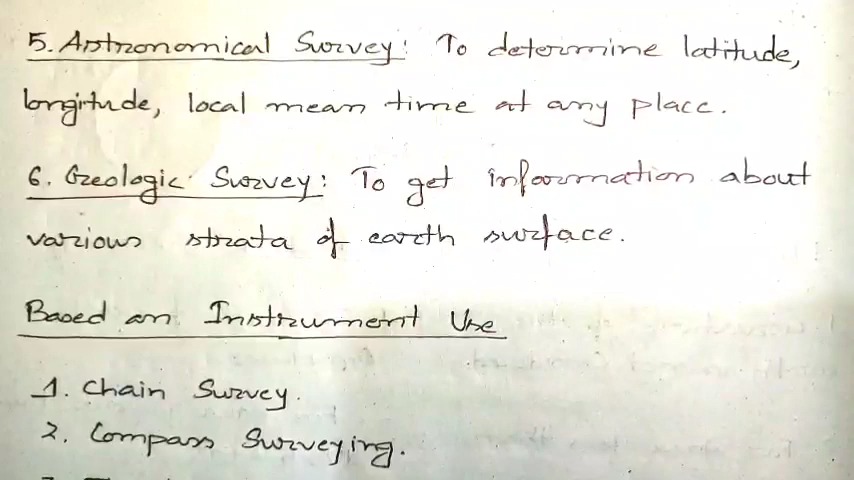 5. Astronomical Survey: To determine latitude,
longitude, local mean time at any place.
6. Geologic Survey: To get information about
various strata of earth surface.
Based on Instrument Use
1. Chain Survey.
2. Compass Surveying.